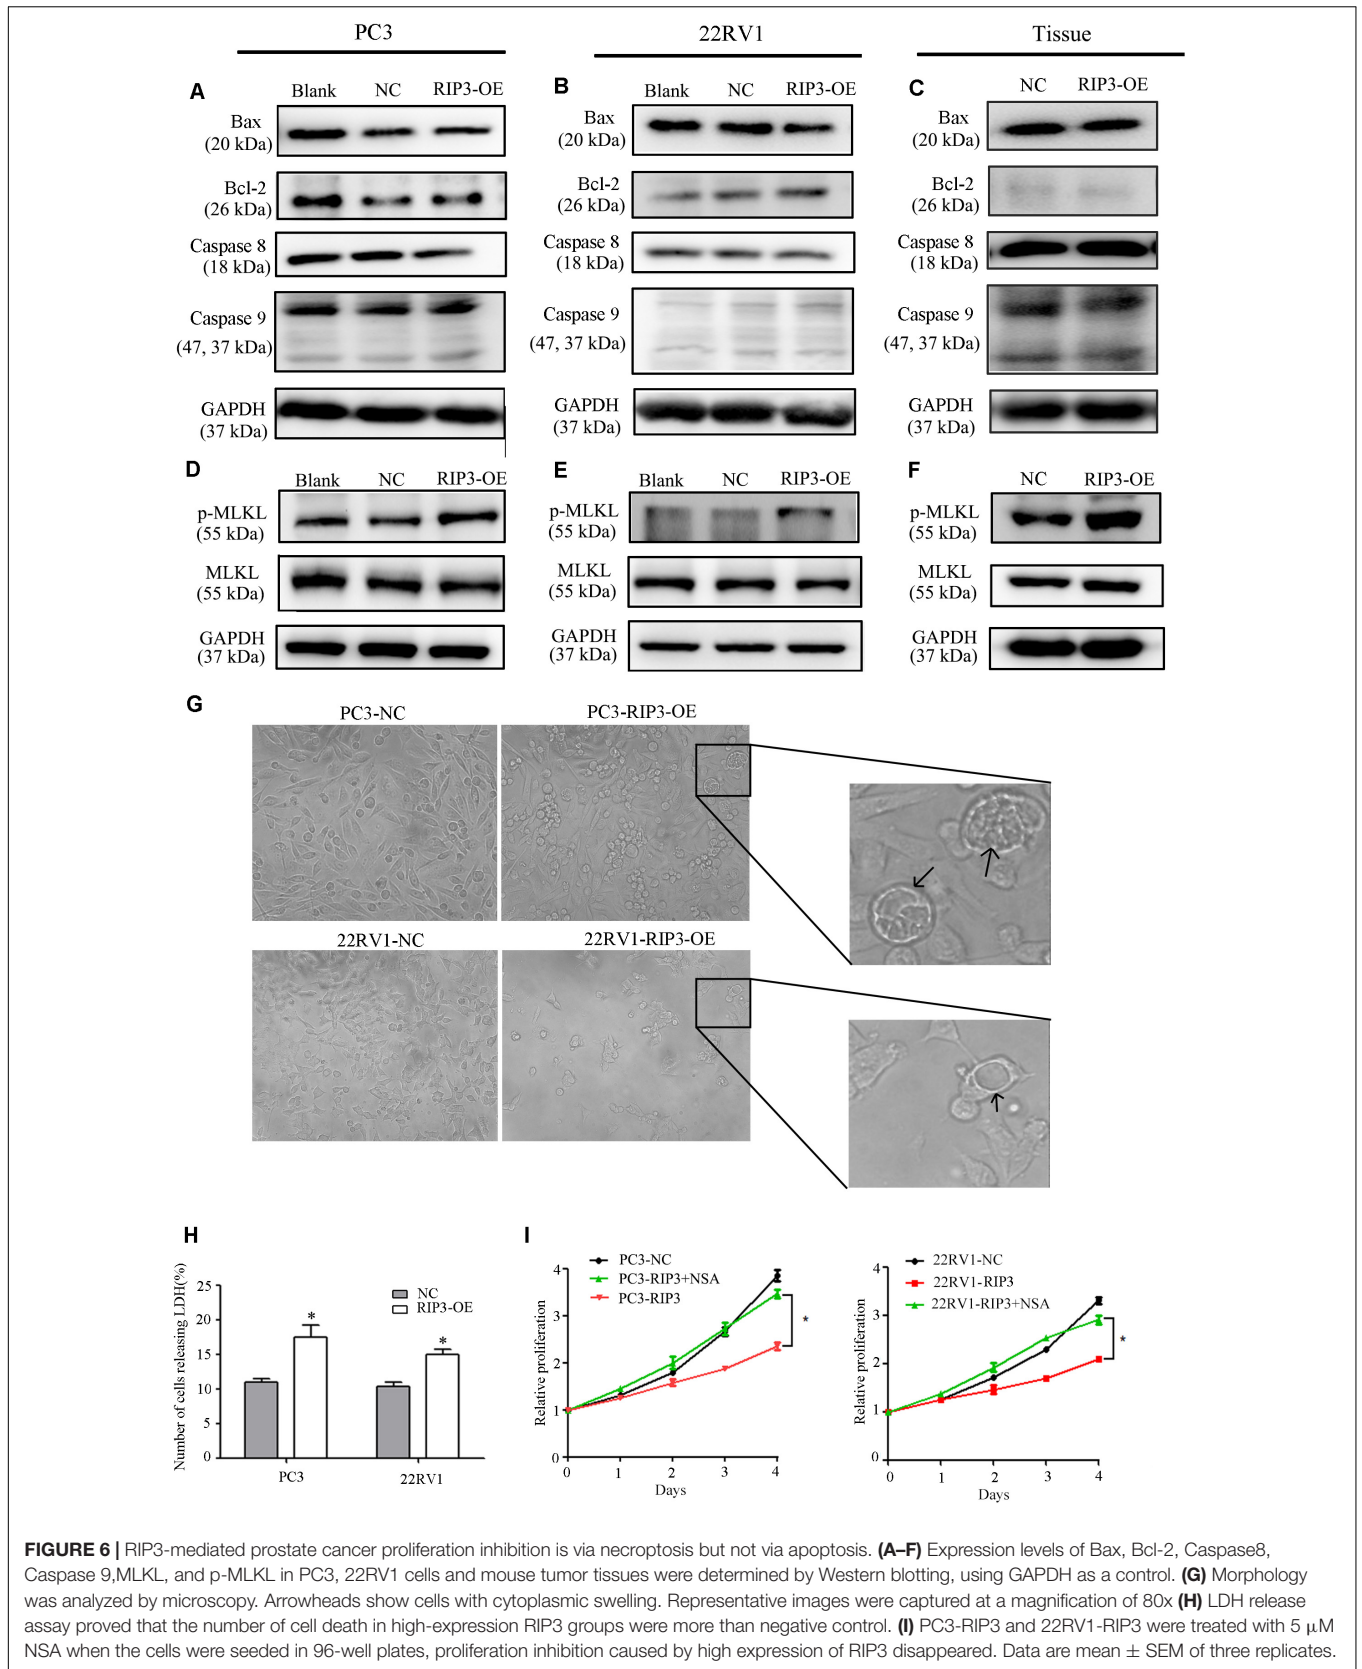 PC3
22RV1
Tissue
A
Blank NC RIP3-OE
Bax
(20 kDa)
Bcl-2
(26 kDa)
Caspase 8
(18 kDa)
Caspase 9
(47, 37 kDa)
GAPDH
(37 kDa)
B
Blank NC RIP3-OE
Bax
(20 kDa)
Bcl-2
(26 kDa)
Caspase 8
(18 kDa)
Caspase 9
(47, 37 kDa)
GAPDH
(37 kDa)
C
NC RIP3-OE
Bax
(20 kDa)
Bcl-2
(26 kDa)
Caspase 8
(18 kDa)
Caspase 9
(47, 37 kDa)
GAPDH
(37 kDa)
D
Blank NC RIP3-OE
p-MLKL
(55 kDa)
MLKL
(55 kDa)
GAPDH
(37 kDa)
E
Blank NC RIP3-OE
p-MLKL
(55 kDa)
MLKL
(55 kDa)
GAPDH
(37 kDa)
F
NC RIP3-OE
p-MLKL
(55 kDa)
MLKL
(55 kDa)
GAPDH
(37 kDa)
G
PC3-NC
PC3-RIP3-OE
22RV1-NC
22RV1-RIP3-OE
H
Number of cells releasing LDH(%)
25
20
15
10
5
0
NC
RIP3-OE
*
*
PC3
22RV1
I
Relative proliferation
4
3
2
1
0
PC3-NC
PC3-RIP3+NSA
PC3-RIP3
*
0 1 2 3 4
Days
Relative proliferation
4
3
2
1
0
22RV1-NC
22RV1-RIP3
22RV1-RIP3+NSA
*
0 1 2 3 4
Days
FIGURE 6 | RIP3-mediated prostate cancer proliferation inhibition is via necroptosis but not via apoptosis. (A–F) Expression levels of Bax, Bcl-2, Caspase8,
Caspase 9,MLKL, and p-MLKL in PC3, 22RV1 cells and mouse tumor tissues were determined by Western blotting, using GAPDH as a control. (G) Morphology
was analyzed by microscopy. Arrowheads show cells with cytoplasmic swelling. Representative images were captured at a magnification of 80x (H) LDH release
assay proved that the number of cell death in high-expression RIP3 groups were more than negative control. (I) PC3-RIP3 and 22RV1-RIP3 were treated with 5 μM
NSA when the cells were seeded in 96-well plates, proliferation inhibition caused by high expression of RIP3 disappeared. Data are mean ± SEM of three replicates.